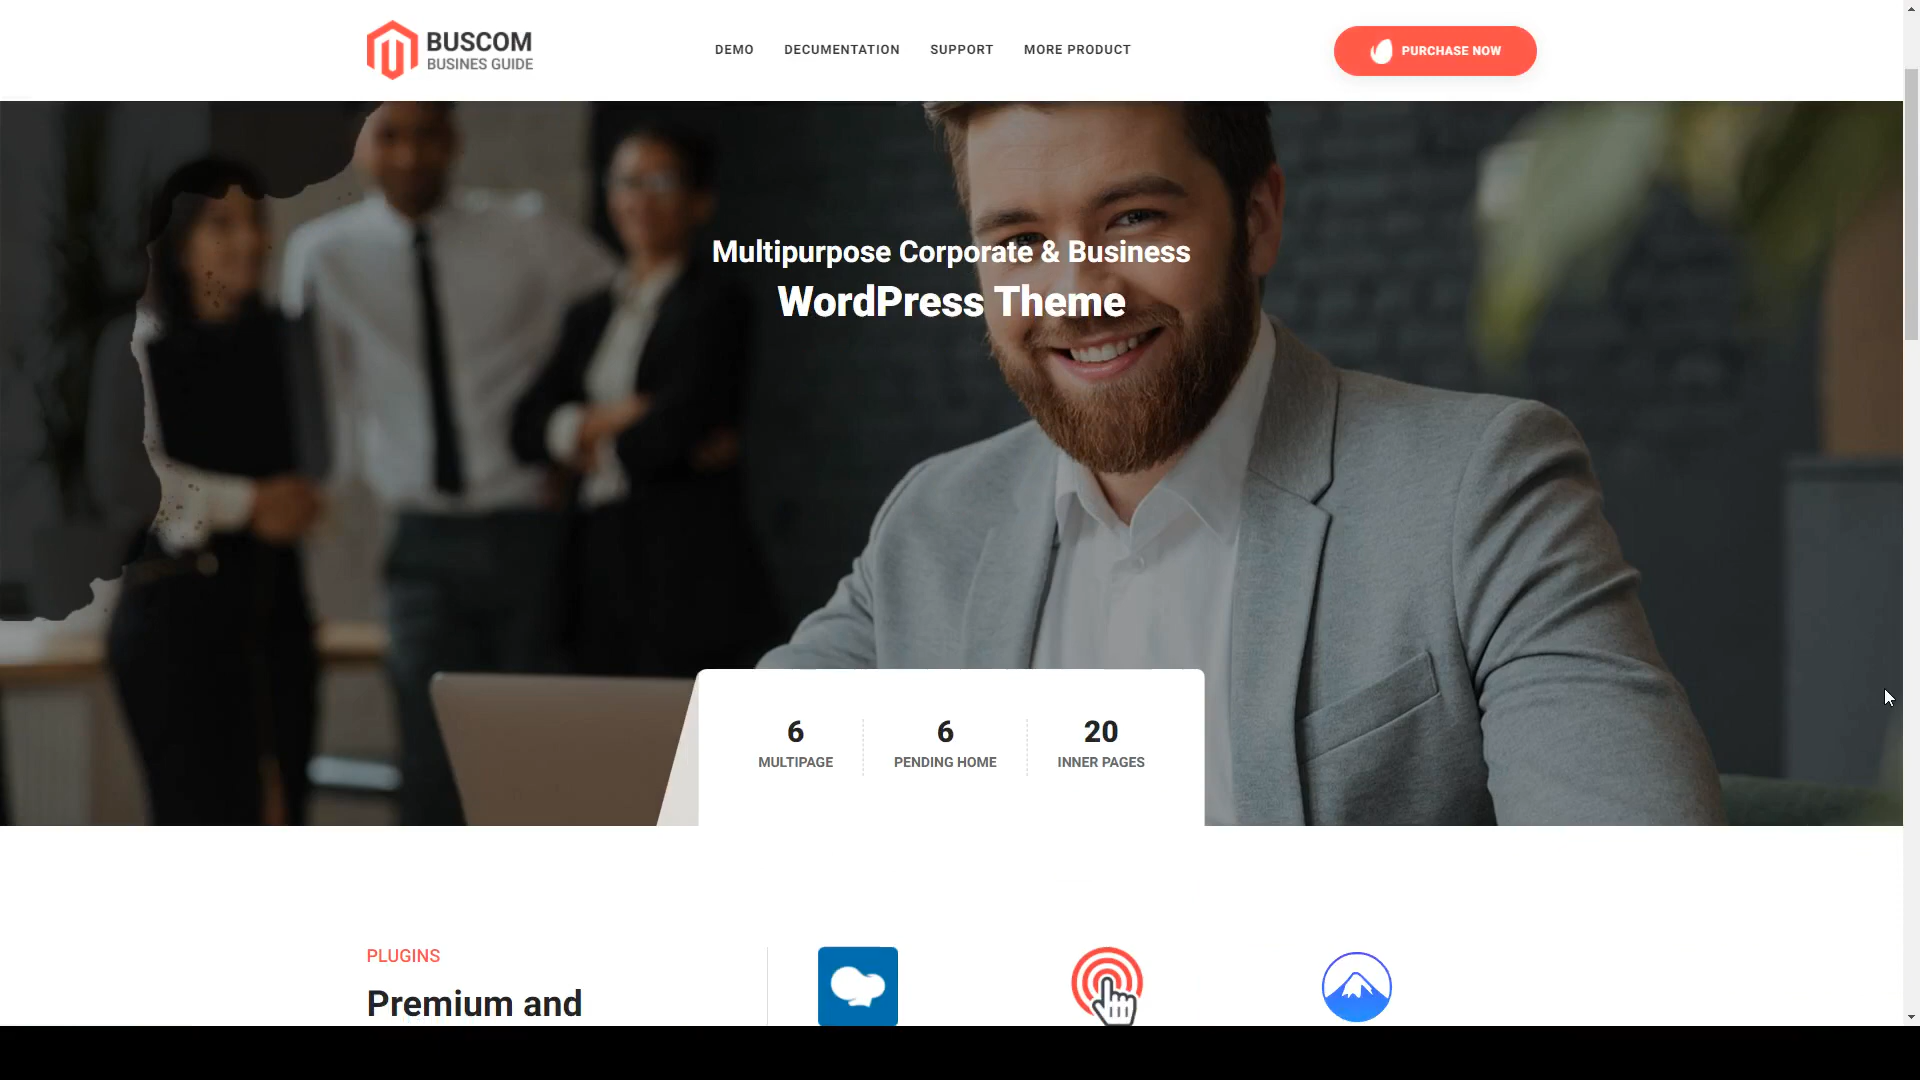 BUSCOM
BUSINES GUIDE
DEMO
DECUMENTATION
SUPPORT
MORE PRODUCT
PURCHASE NOW
Multipurpose Corporate & Business
WordPress Theme
6
MULTIPAGE
6
PENDING HOME
20
INNER PAGES
PLUGINS
Premium and